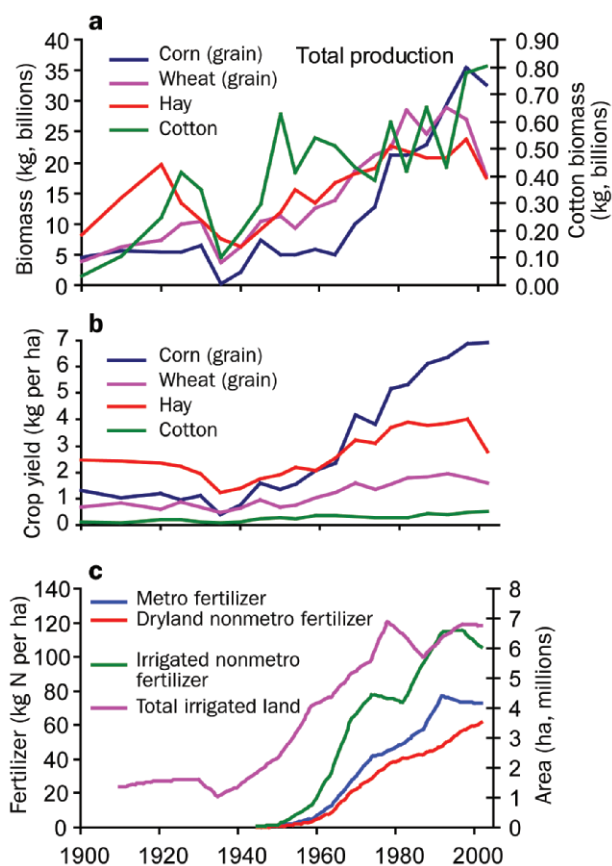 a
Total production
Corn (grain)
Wheat (grain)
Hay
Cotton
Biomass (kg, billions)
40
35
30
25
20
15
10
5
0
0.90
0.80
0.70
0.60
0.50
0.40
0.30
0.20
0.10
0.00
Cotton biomass
(kg, billions)
b
Corn (grain)
Wheat (grain)
Hay
Cotton
Crop yield (kg per ha)
7
6
5
4
3
2
1
0
c
Metro fertilizer
Dryland nonmetro fertilizer
Irrigated nonmetro
fertilizer
Total irrigated land
Fertilizer (kg N per ha)
140
120
100
80
60
40
20
0
8
7
6
5
4
3
2
1
0
Area (ha, millions)
1900 1920 1940 1960 1980 2000